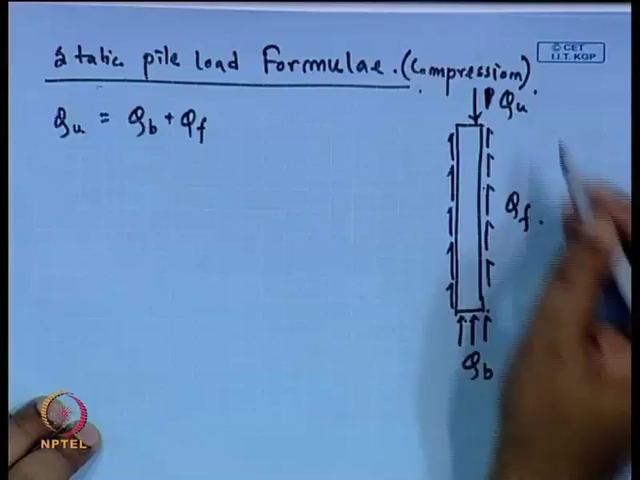 Static pile load Formulae. (Compression)
© CET
I.I.T. KGP
Qu = Qb + Qf
Qu
Qf.
Qb
NPTEL